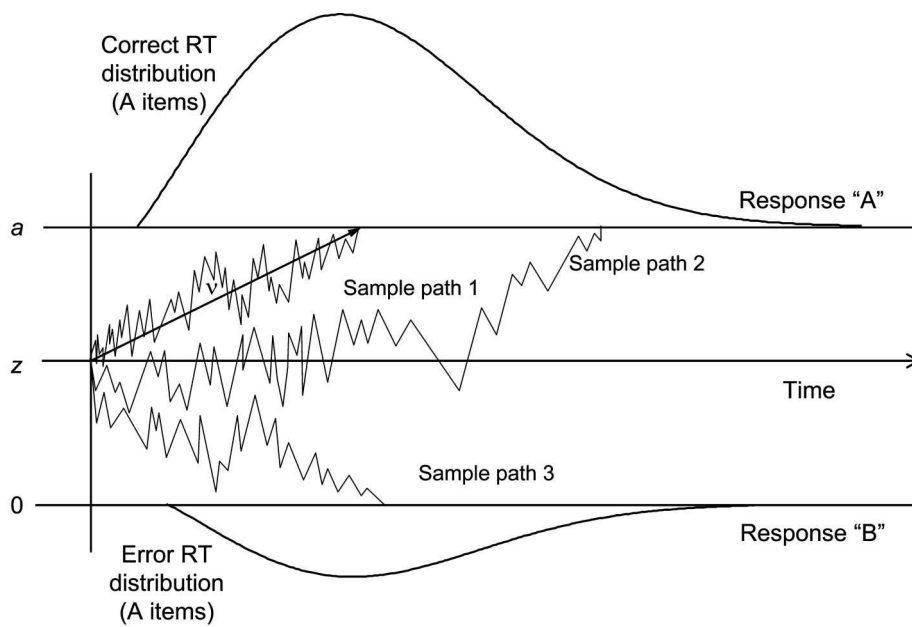 Correct RT
distribution
(A items)
Response “A”
a
Sample path 2
ν
Sample path 1
z
Time
Sample path 3
0
Response “B”
Error RT
distribution
(A items)